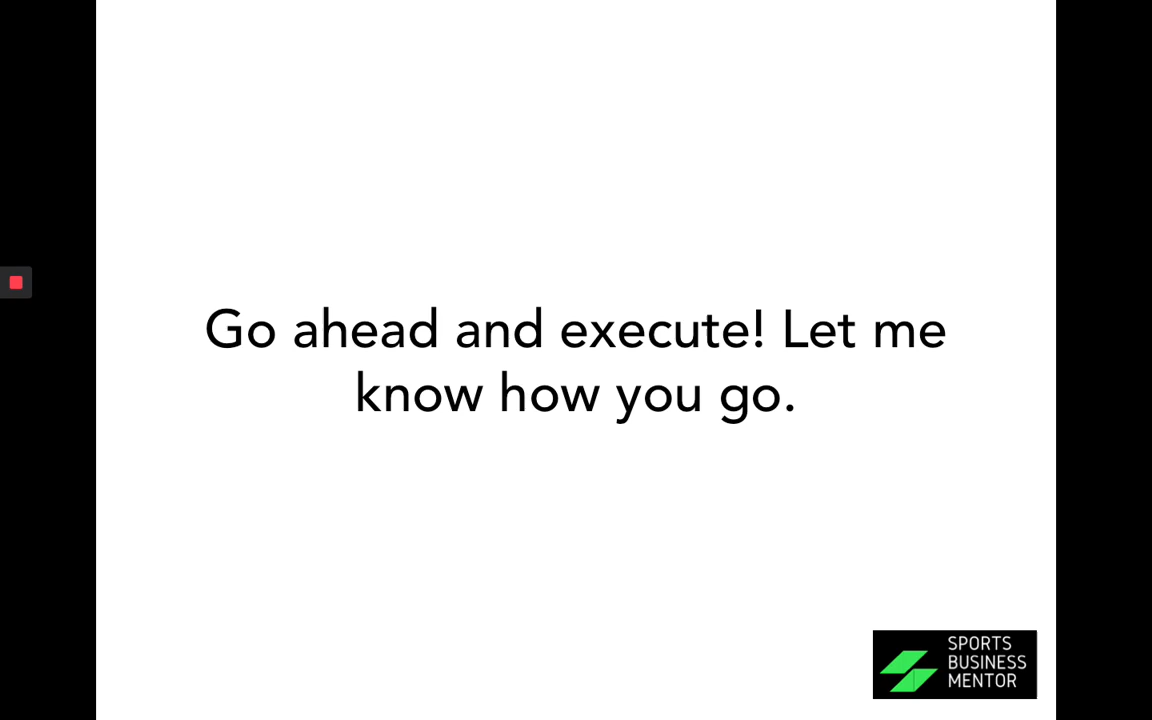 Go ahead and execute! Let me
know how you go.
SPORTS
BUSINESS
MENTOR